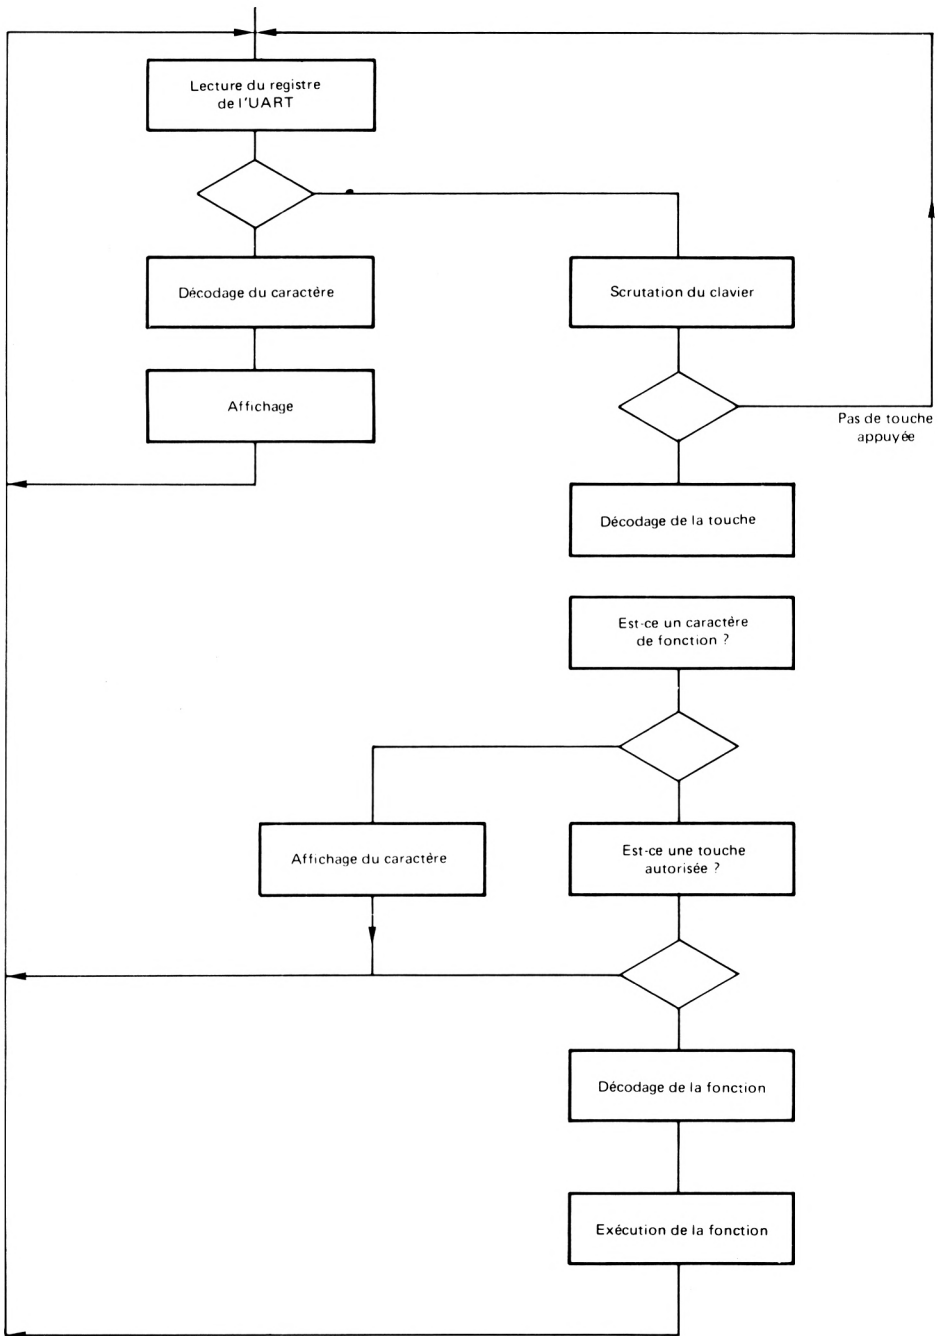 Lecture du registre
de l'UART
Décodage du caractère
Scrutation du clavier
Affichage
Pas de touche
appuyée
Décodage de la touche
Est-ce un caractère
de fonction ?
Affichage du caractère
Est-ce une touche
autorisée ?
Décodage de la fonction
Exécution de la fonction